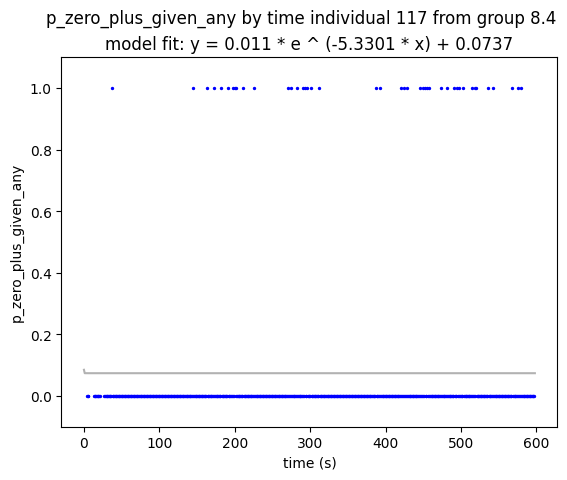 p_zero_plus_given_any by time individual 117 from group 8.4
model fit: y = 0.011 * e ^ (-5.3301 * x) + 0.0737
1.0
0.8
0.6
0.4
0.2
0.0
p_zero_plus_given_any
0 100 200 300 400 500 600
time (s)